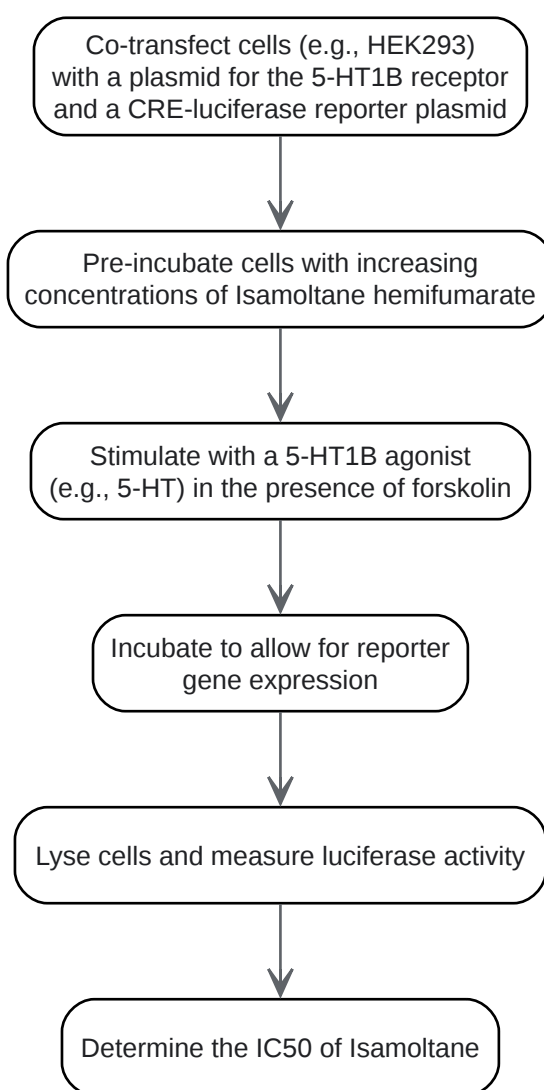 Co-transfect cells (e.g., HEK293)
with a plasmid for the 5-HT1B receptor
and a CRE-luciferase reporter plasmid
Pre-incubate cells with increasing
concentrations of Isamoltane hemifumarate
Stimulate with a 5-HT1B agonist
(e.g., 5-HT) in the presence of forskolin
Incubate to allow for reporter
gene expression
Lyse cells and measure luciferase activity
Determine the IC50 of Isamoltane